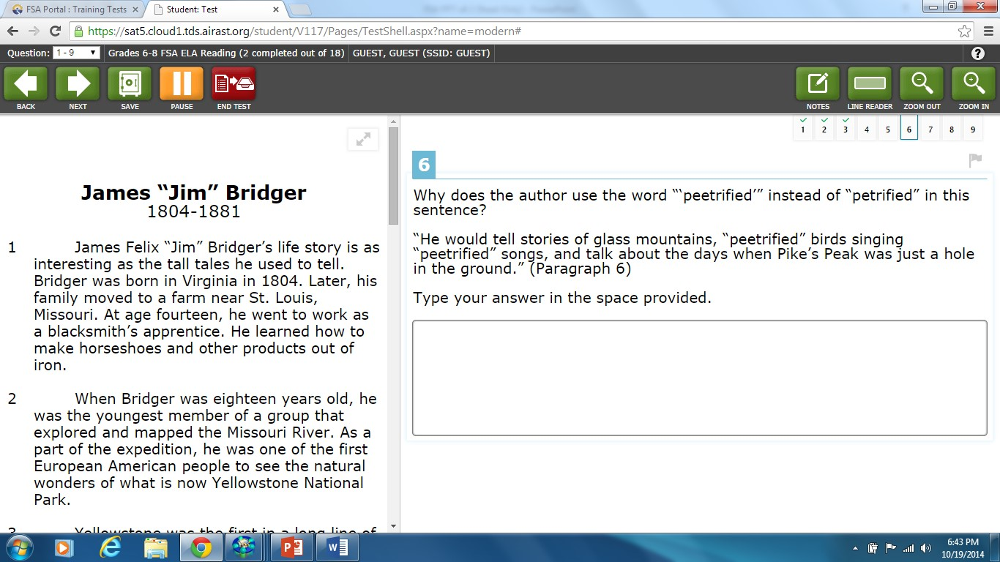 FSA Portal : Training Tests
Student: Test
https://sat5.cloud1.tds.airast.org/student/V117/Pages/TestShell.aspx?name=modern#
Question: 1 - 9 Grades 6-8 FSA ELA Reading (2 completed out of 18) GUEST, GUEST (SSID: GUEST)
BACK NEXT SAVE PAUSE END TEST NOTES LINE READER ZOOM OUT ZOOM IN
1 2 3 4 5 6 7 8 9
James “Jim” Bridger
1804-1881
1 James Felix “Jim” Bridger’s life story is as
interesting as the tall tales he used to tell.
Bridger was born in Virginia in 1804. Later, his
family moved to a farm near St. Louis,
Missouri. At age fourteen, he went to work as
a blacksmith’s apprentice. He learned how to
make horseshoes and other products out of
iron.
2 When Bridger was eighteen years old, he
was the youngest member of a group that
explored and mapped the Missouri River. As a
part of the expedition, he was one of the first
European American people to see the natural
wonders of what is now Yellowstone National
Park.
3 Yellowstone was the first in a long line of
6
Why does the author use the word “‘peetrified’” instead of “petrified” in this
sentence?
“He would tell stories of glass mountains, “peetrified” birds singing
“peetrified” songs, and talk about the days when Pike’s Peak was just a hole
in the ground.” (Paragraph 6)
Type your answer in the space provided.
6:43 PM
10/19/2014